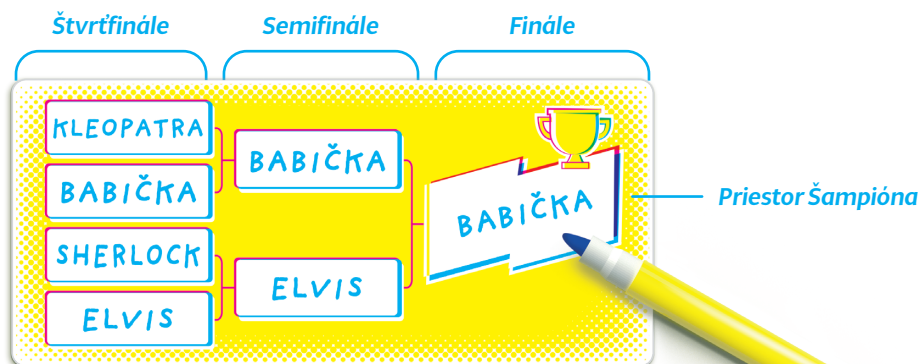 Štvrťfinále
Semifinále
Finále
KLEOPATRA
BABIČKA
SHERLOCK
ELVIS
BABIČKA
ELVIS
BABIČKA
Priestor Šampióna